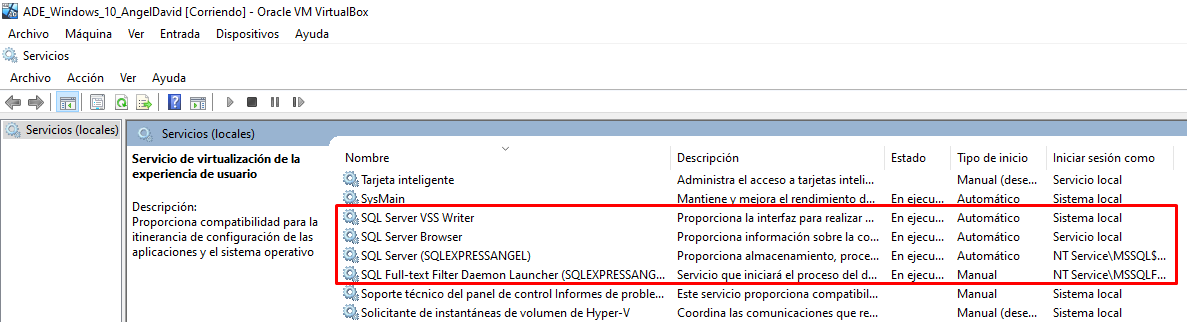 ADE_Windows_10_AngelDavid [Corriendo] - Oracle VM VirtualBox
Archivo Máquina Ver Entrada Dispositivos Ayuda
Servicios
Archivo Acción Ver Ayuda
Servicios (locales)
Servicios (locales)
Servicio de virtualización de la
experiencia de usuario
Descripción:
Proporciona compatibilidad para la
itinerancia de configuración de las
aplicaciones y el sistema operativo
Nombre Descripción Estado Tipo de inicio Iniciar sesión como
Tarjeta inteligente Administra el acceso a tarjetas inteli... Manual (dese... Servicio local
SysMain Mantiene y mejora el rendimiento d... En ejecu... Automático Sistema local
SQL Server VSS Writer Proporciona la interfaz para realizar ... En ejecu... Automático Sistema local
SQL Server Browser Proporciona información sobre la co... En ejecu... Automático Servicio local
SQL Server (SQLEXPRESSANGEL) Proporciona almacenamiento, proce... En ejecu... Automático NT Service\MSSQL$...
SQL Full-text Filter Daemon Launcher (SQLEXPRESSANG... Servicio que iniciará el proceso del d... En ejecu... Manual NT Service\MSSQLF...
Soporte técnico del panel de control Informes de proble... Este servicio proporciona compatibil... Manual Sistema local
Solicitante de instantáneas de volumen de Hyper-V Coordina las comunicaciones que re... Manual (dese... Sistema local